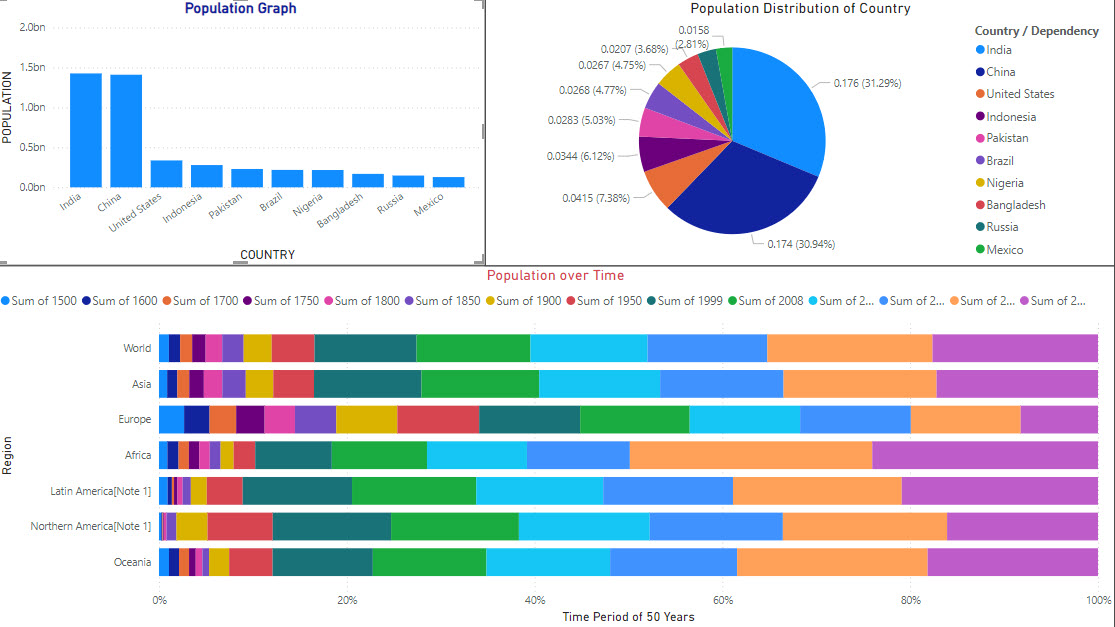 Population Graph
POPULATION
2.0bn
1.5bn
1.0bn
0.5bn
0.0bn
India
China
United States
Indonesia
Pakistan
Brazil
Nigeria
Bangladesh
Russia
Mexico
COUNTRY
Population Distribution of Country
0.0158
(2.81%)
0.0207 (3.68%)
0.0267 (4.75%)
0.0268 (4.77%)
0.0283 (5.03%)
0.0344 (6.12%)
0.0415 (7.38%)
0.176 (31.29%)
0.174 (30.94%)
Country / Dependency
India
China
United States
Indonesia
Pakistan
Brazil
Nigeria
Bangladesh
Russia
Mexico
Population over Time
Sum of 1500 Sum of 1600 Sum of 1700 Sum of 1750 Sum of 1800 Sum of 1850 Sum of 1900 Sum of 1950 Sum of 1999 Sum of 2008 Sum of 2... Sum of 2... Sum of 2... Sum of 2...
Region
World
Asia
Europe
Africa
Latin America[Note 1]
Northern America[Note 1]
Oceania
0% 20% 40% 60% 80% 100%
Time Period of 50 Years